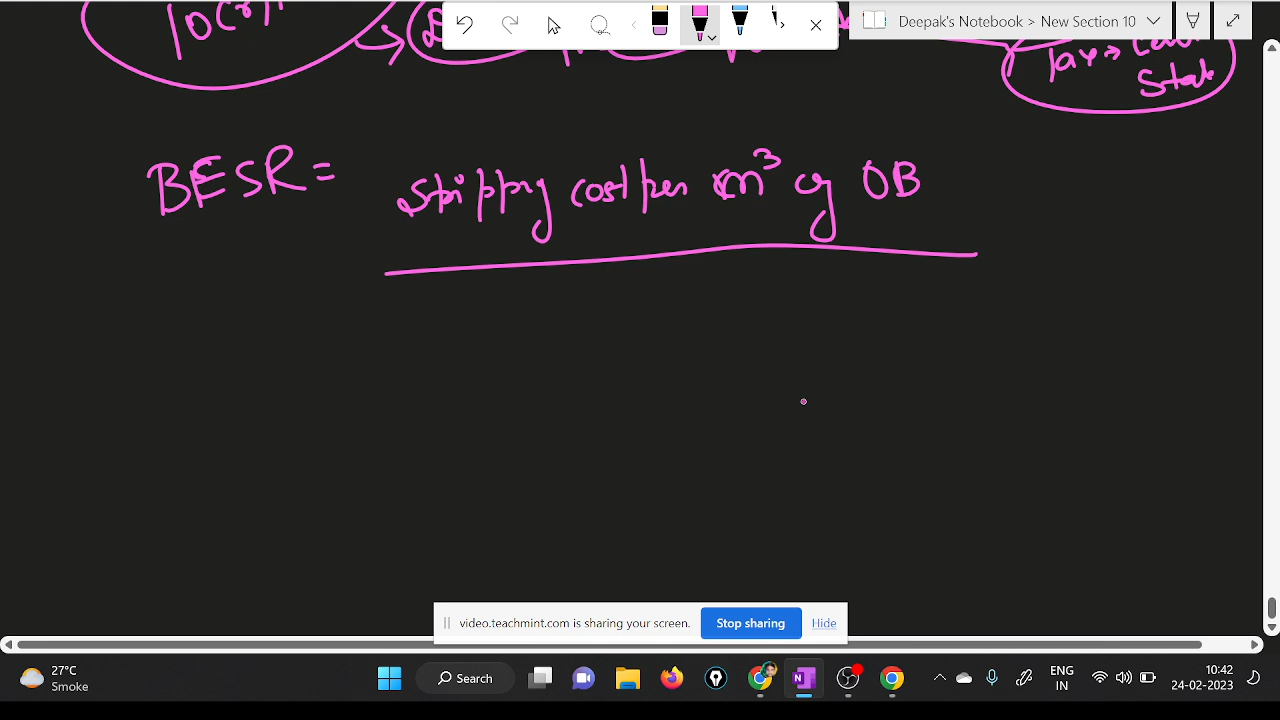 Deepak's Notebook > New Section 10
BESR = stripping cost per m³ of OB
video.teachmint.com is sharing your screen.
Stop sharing
Hide
27°C
Smoke
Search
ENG
IN
10:42
24-02-2023